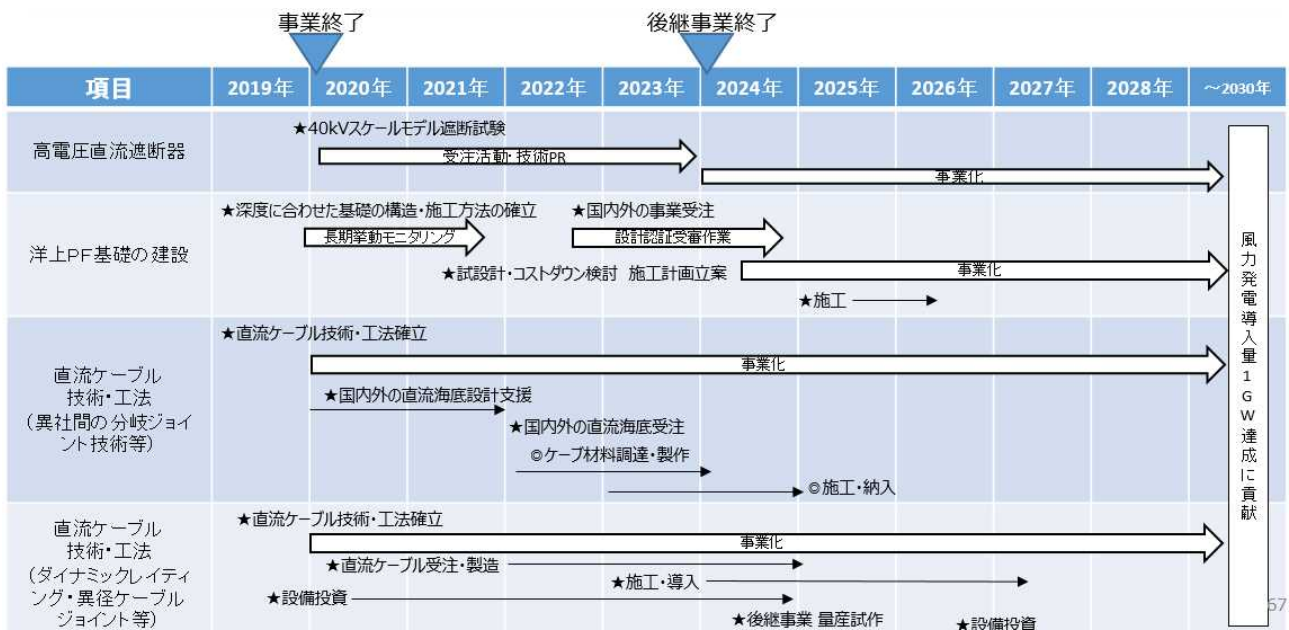 事業終了
後継事業終了
項目
2019年
2020年
2021年
2022年
2023年
2024年
2025年
2026年
2027年
2028年
～2030年
高電圧直流遮断器
★40kVスケールモデル遮断試験
受注活動・技術PR
事業化
洋上PF基礎の建設
★深度に合わせた基礎の構造・施工方法の確立
★国内外の事業受注
長期挙動モニタリング
設計認証受審作業
★試設計・コストダウン検討 施工計画立案
事業化
★施工
直流ケーブル
技術・工法
（異社間の分岐ジョイ
ント技術等）
★直流ケーブル技術・工法確立
事業化
★国内外の直流海底設計支援
★国内外の直流海底受注
◎ケーブ材料調達・製作
◎施工・納入
直流ケーブル
技術・工法
（ダイナミックレイティ
ング・異径ケーブル
ジョイント等）
★直流ケーブル技術・工法確立
事業化
★直流ケーブル受注・製造
★施工・導入
★設備投資
★後継事業 量産試作
★設備投資
風力発電導入量1GW達成に貢献
67